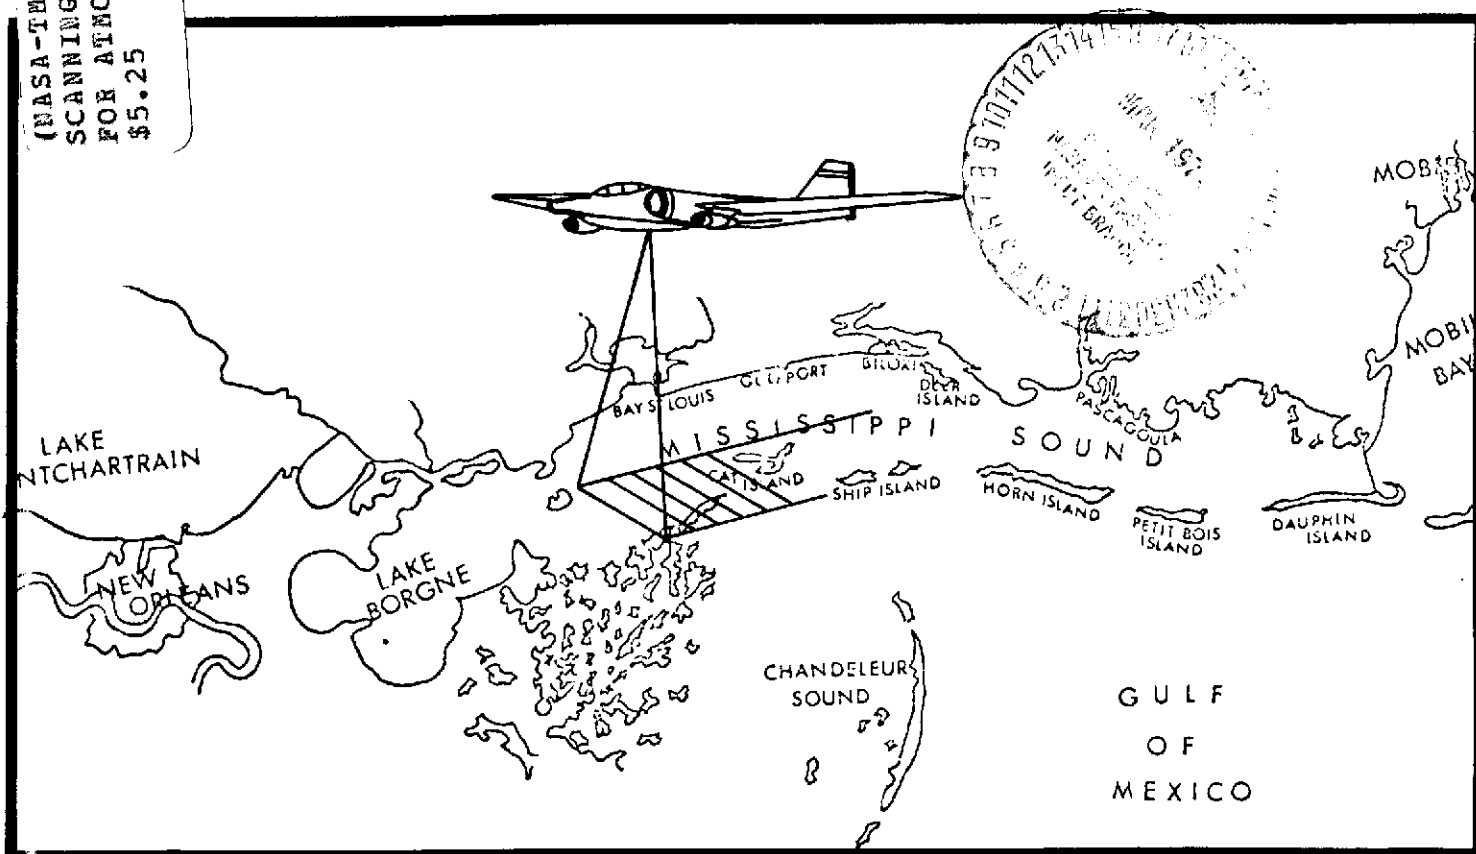 (NASA-TM
SCANNING
FOR ATMO
$5.25
MOBI
BAY
BAY ST LOUIS
GULFPORT
BILOXI
DEER
ISLAND
PASCAGOULA
MISSISSIPPI SOUND
LAKE
NTCHARTRAIN
CAT ISLAND
SHIP ISLAND
HORN ISLAND
PETIT BOIS
ISLAND
DAUPHIN
ISLAND
NEW
ORLEANS
LAKE
BORGNE
CHANDELEUR
SOUND
GULF
OF
MEXICO